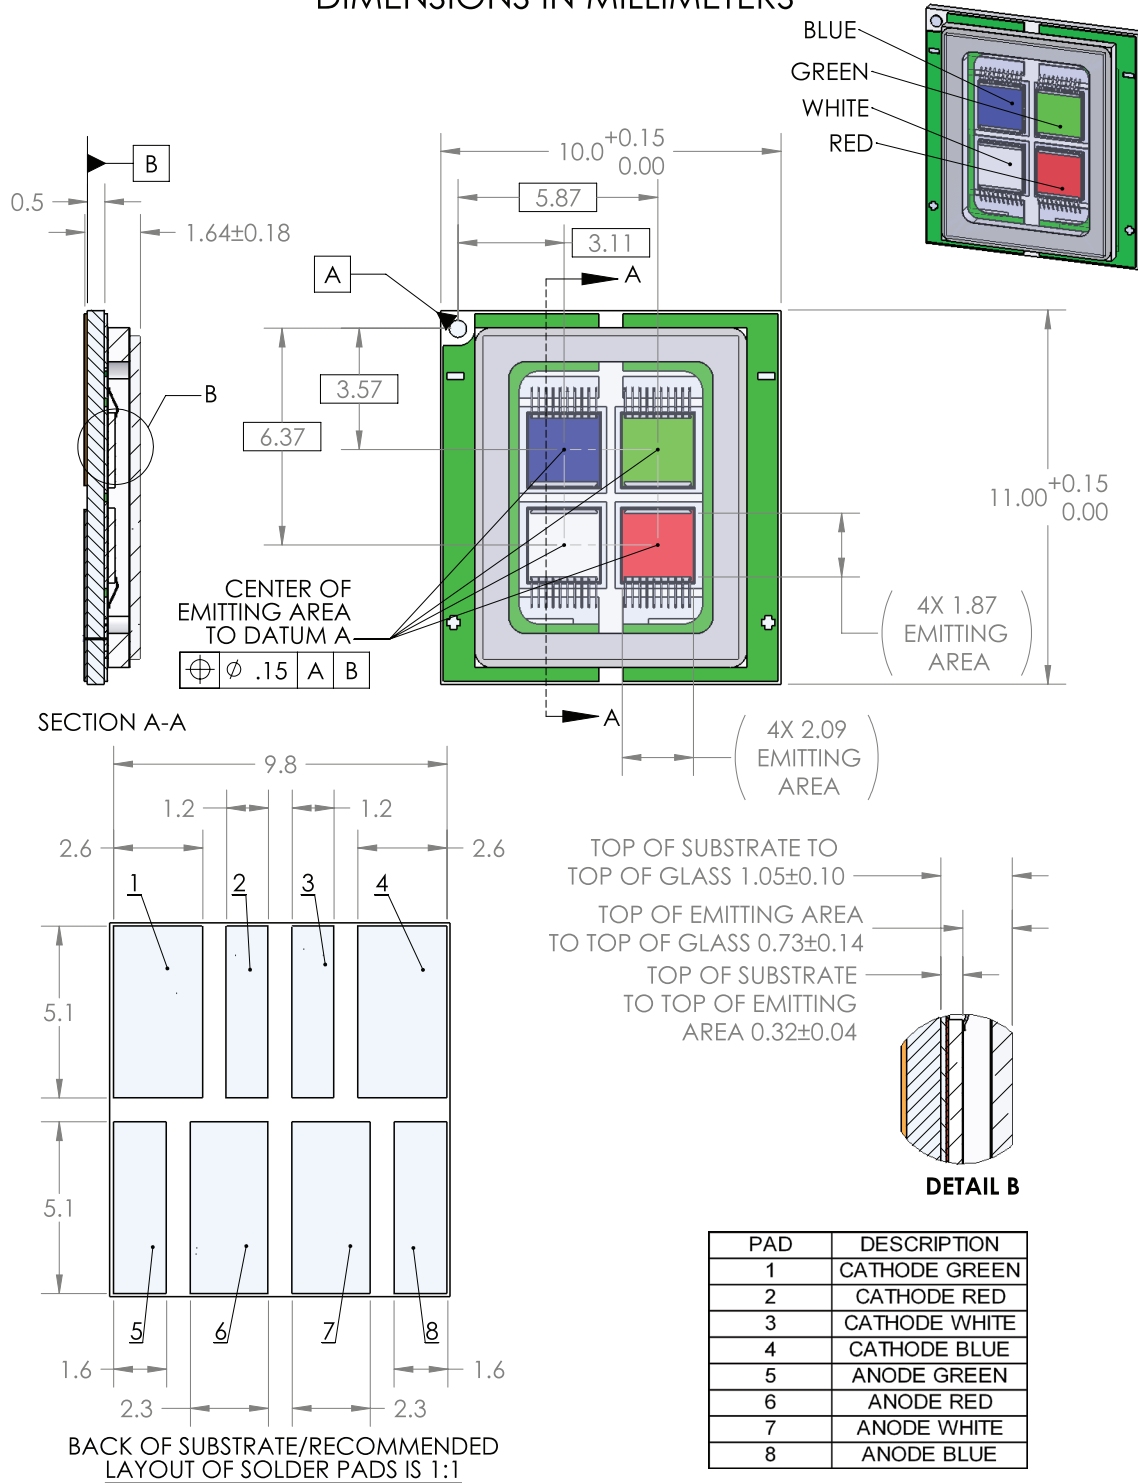 DIMENSIONS IN MILLIMETERS
BLUE
GREEN
WHITE
RED
B
0.5
1.64±0.18
10.0 +0.15
0.00
5.87
3.11
A
A
3.57
6.37
B
11.00 +0.15
0.00
CENTER OF
EMITTING AREA
TO DATUM A
⌖ ⌀ .15 A B
4X 1.87
EMITTING
AREA
A
SECTION A-A
4X 2.09
EMITTING
AREA
9.8
1.2
1.2
2.6
2.6
1
2
3
4
5.1
5.1
5
6
7
8
1.6
1.6
2.3
2.3
BACK OF SUBSTRATE/RECOMMENDED
LAYOUT OF SOLDER PADS IS 1:1
TOP OF SUBSTRATE TO
TOP OF GLASS 1.05±0.10
TOP OF EMITTING AREA
TO TOP OF GLASS 0.73±0.14
TOP OF SUBSTRATE
TO TOP OF EMITTING
AREA 0.32±0.04
DETAIL B
PAD DESCRIPTION
1 CATHODE GREEN
2 CATHODE RED
3 CATHODE WHITE
4 CATHODE BLUE
5 ANODE GREEN
6 ANODE RED
7 ANODE WHITE
8 ANODE BLUE